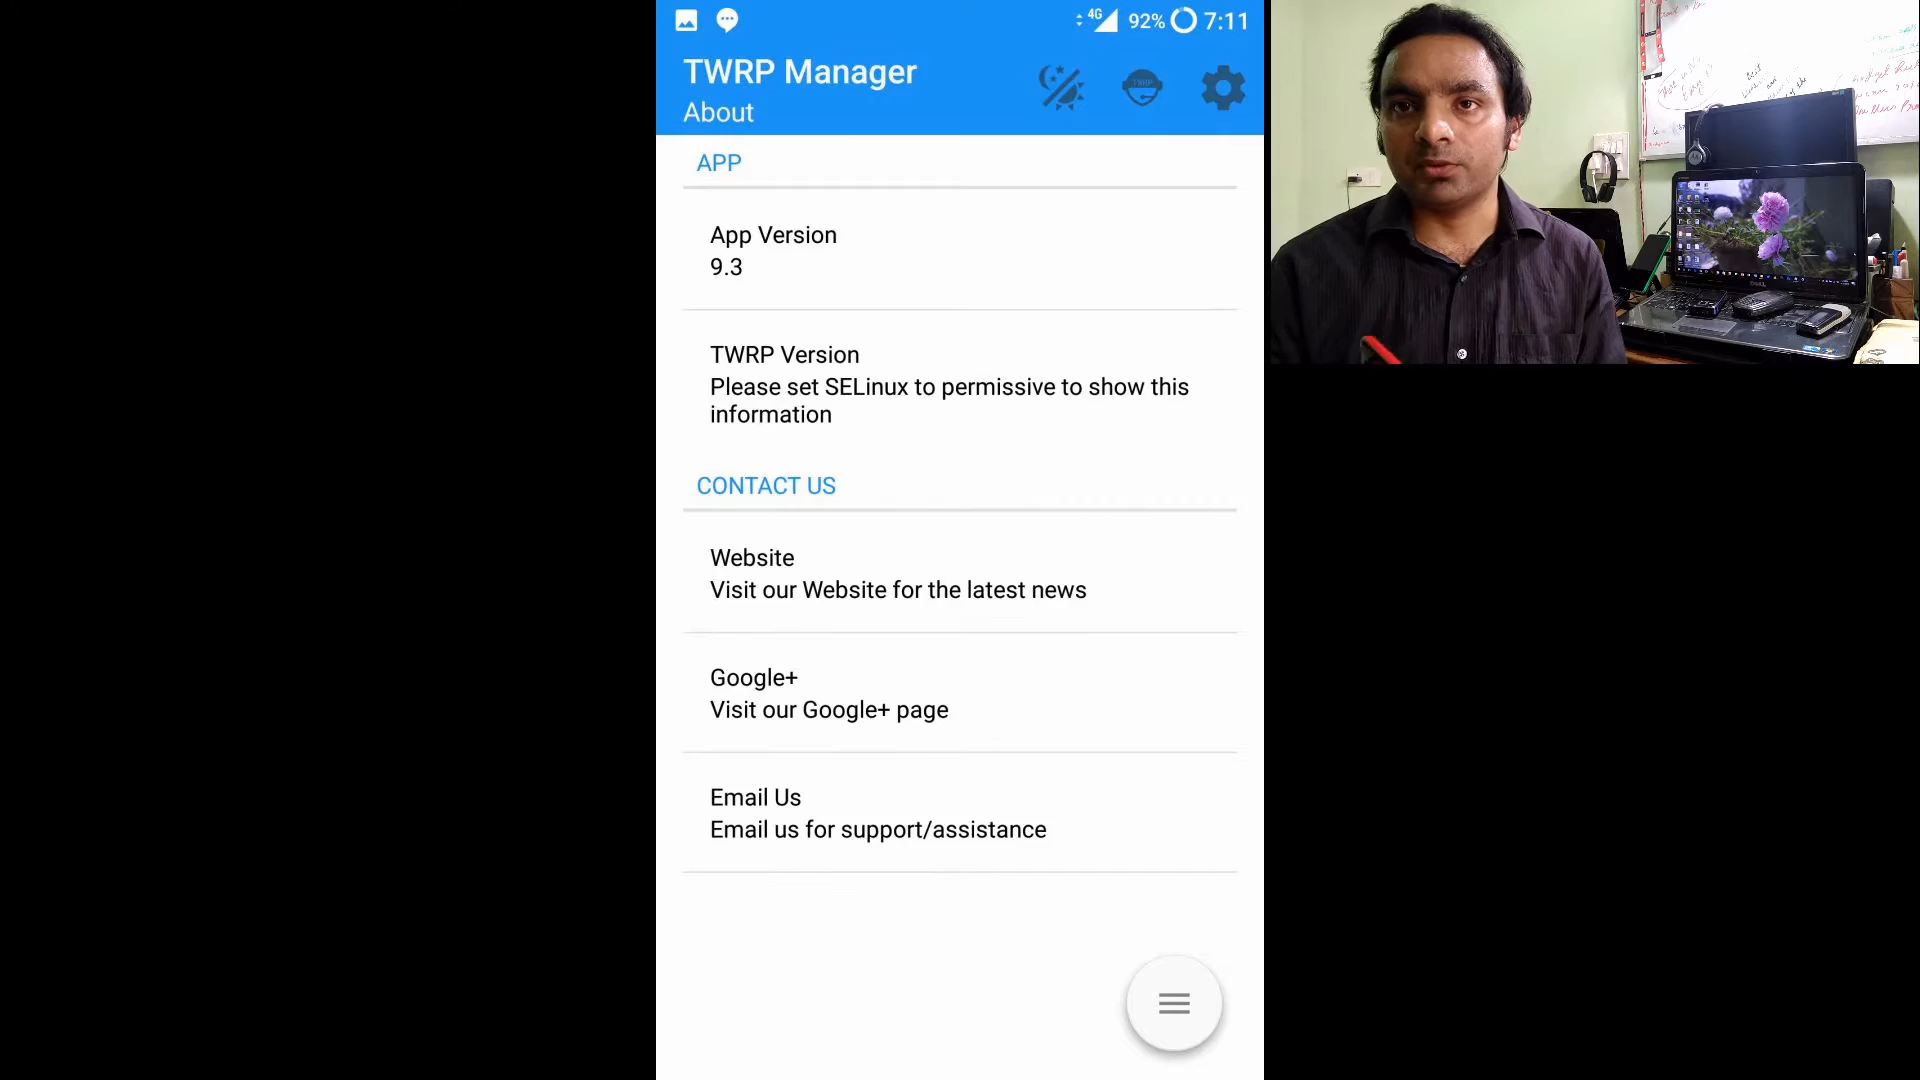 4G 92% 7:11
TWRP Manager
About
APP
App Version
9.3
TWRP Version
Please set SELinux to permissive to show this
information
CONTACT US
Website
Visit our Website for the latest news
Google+
Visit our Google+ page
Email Us
Email us for support/assistance
DELL